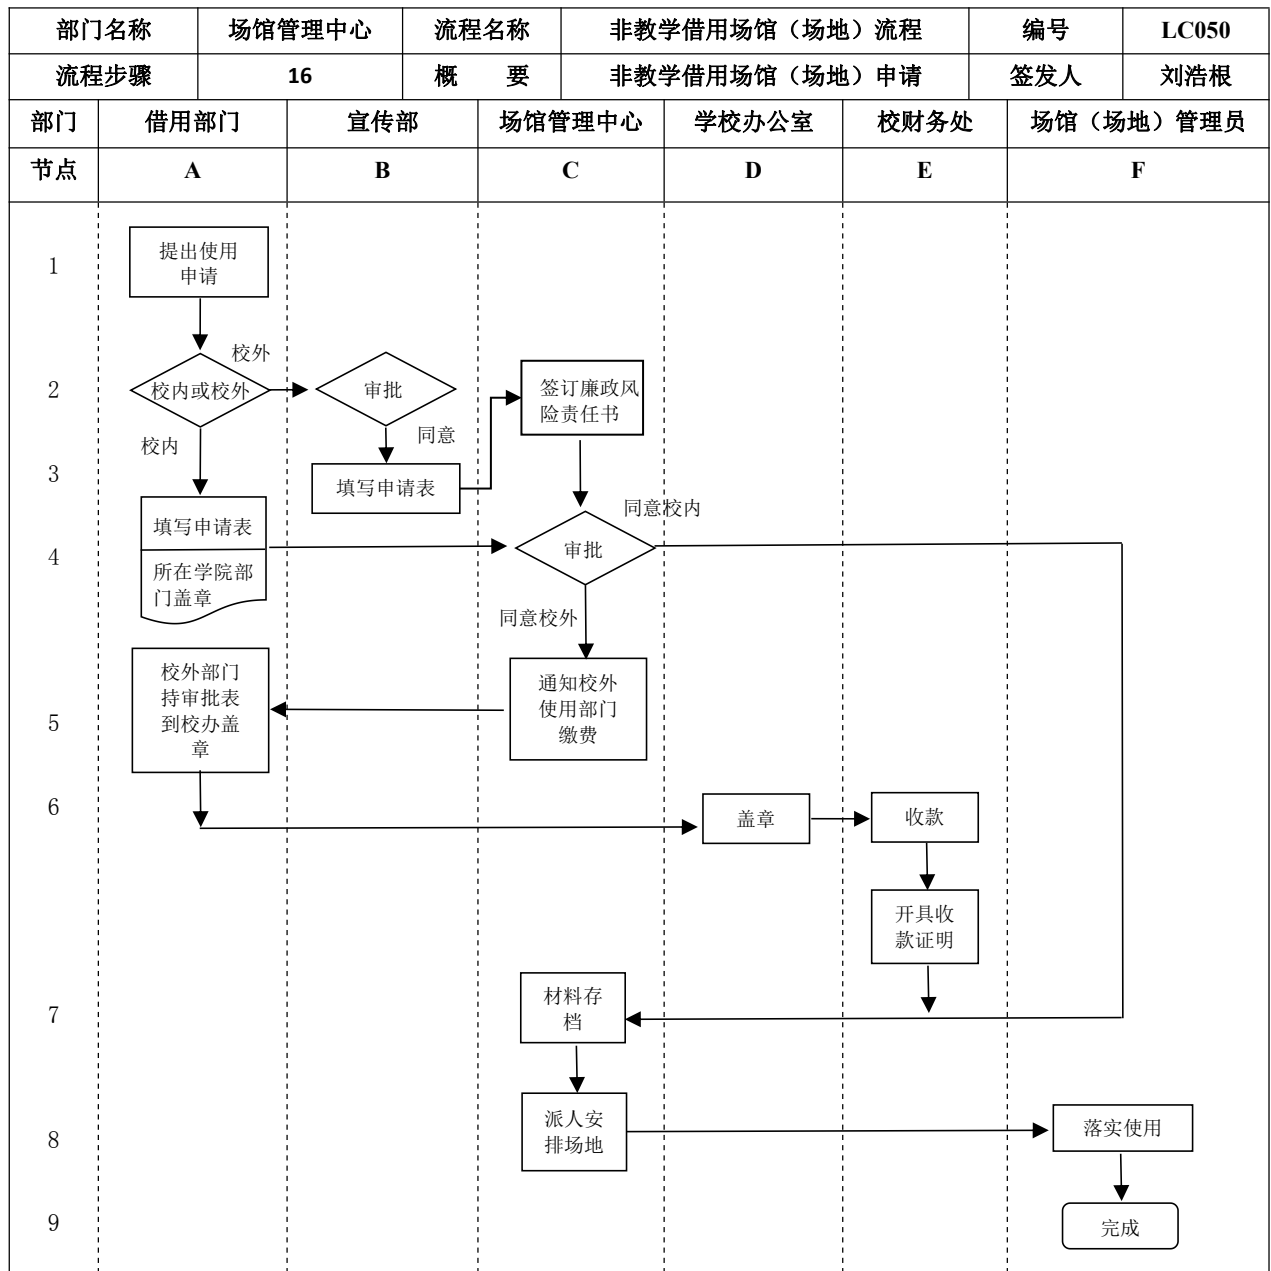 部门名称 场馆管理中心 流程名称 非教学借用场馆（场地）流程 编号 LC050
流程步骤 16 概 要 非教学借用场馆（场地）申请 签发人 刘浩根
部门 借用部门 宣传部 场馆管理中心 学校办公室 校财务处 场馆（场地）管理员
节点 A B C D E F
1
提出使用
申请
2
校外
校内或校外
审批
签订廉政风
险责任书
校内
同意
3
填写申请表
同意校内
4
填写申请表
所在学院部
门盖章
审批
同意校外
5
校外部门
持审批表
到校办盖
章
通知校外
使用部门
缴费
6
盖章
收款
开具收
款证明
7
材料存
档
8
派人安
排场地
落实使用
9
完成